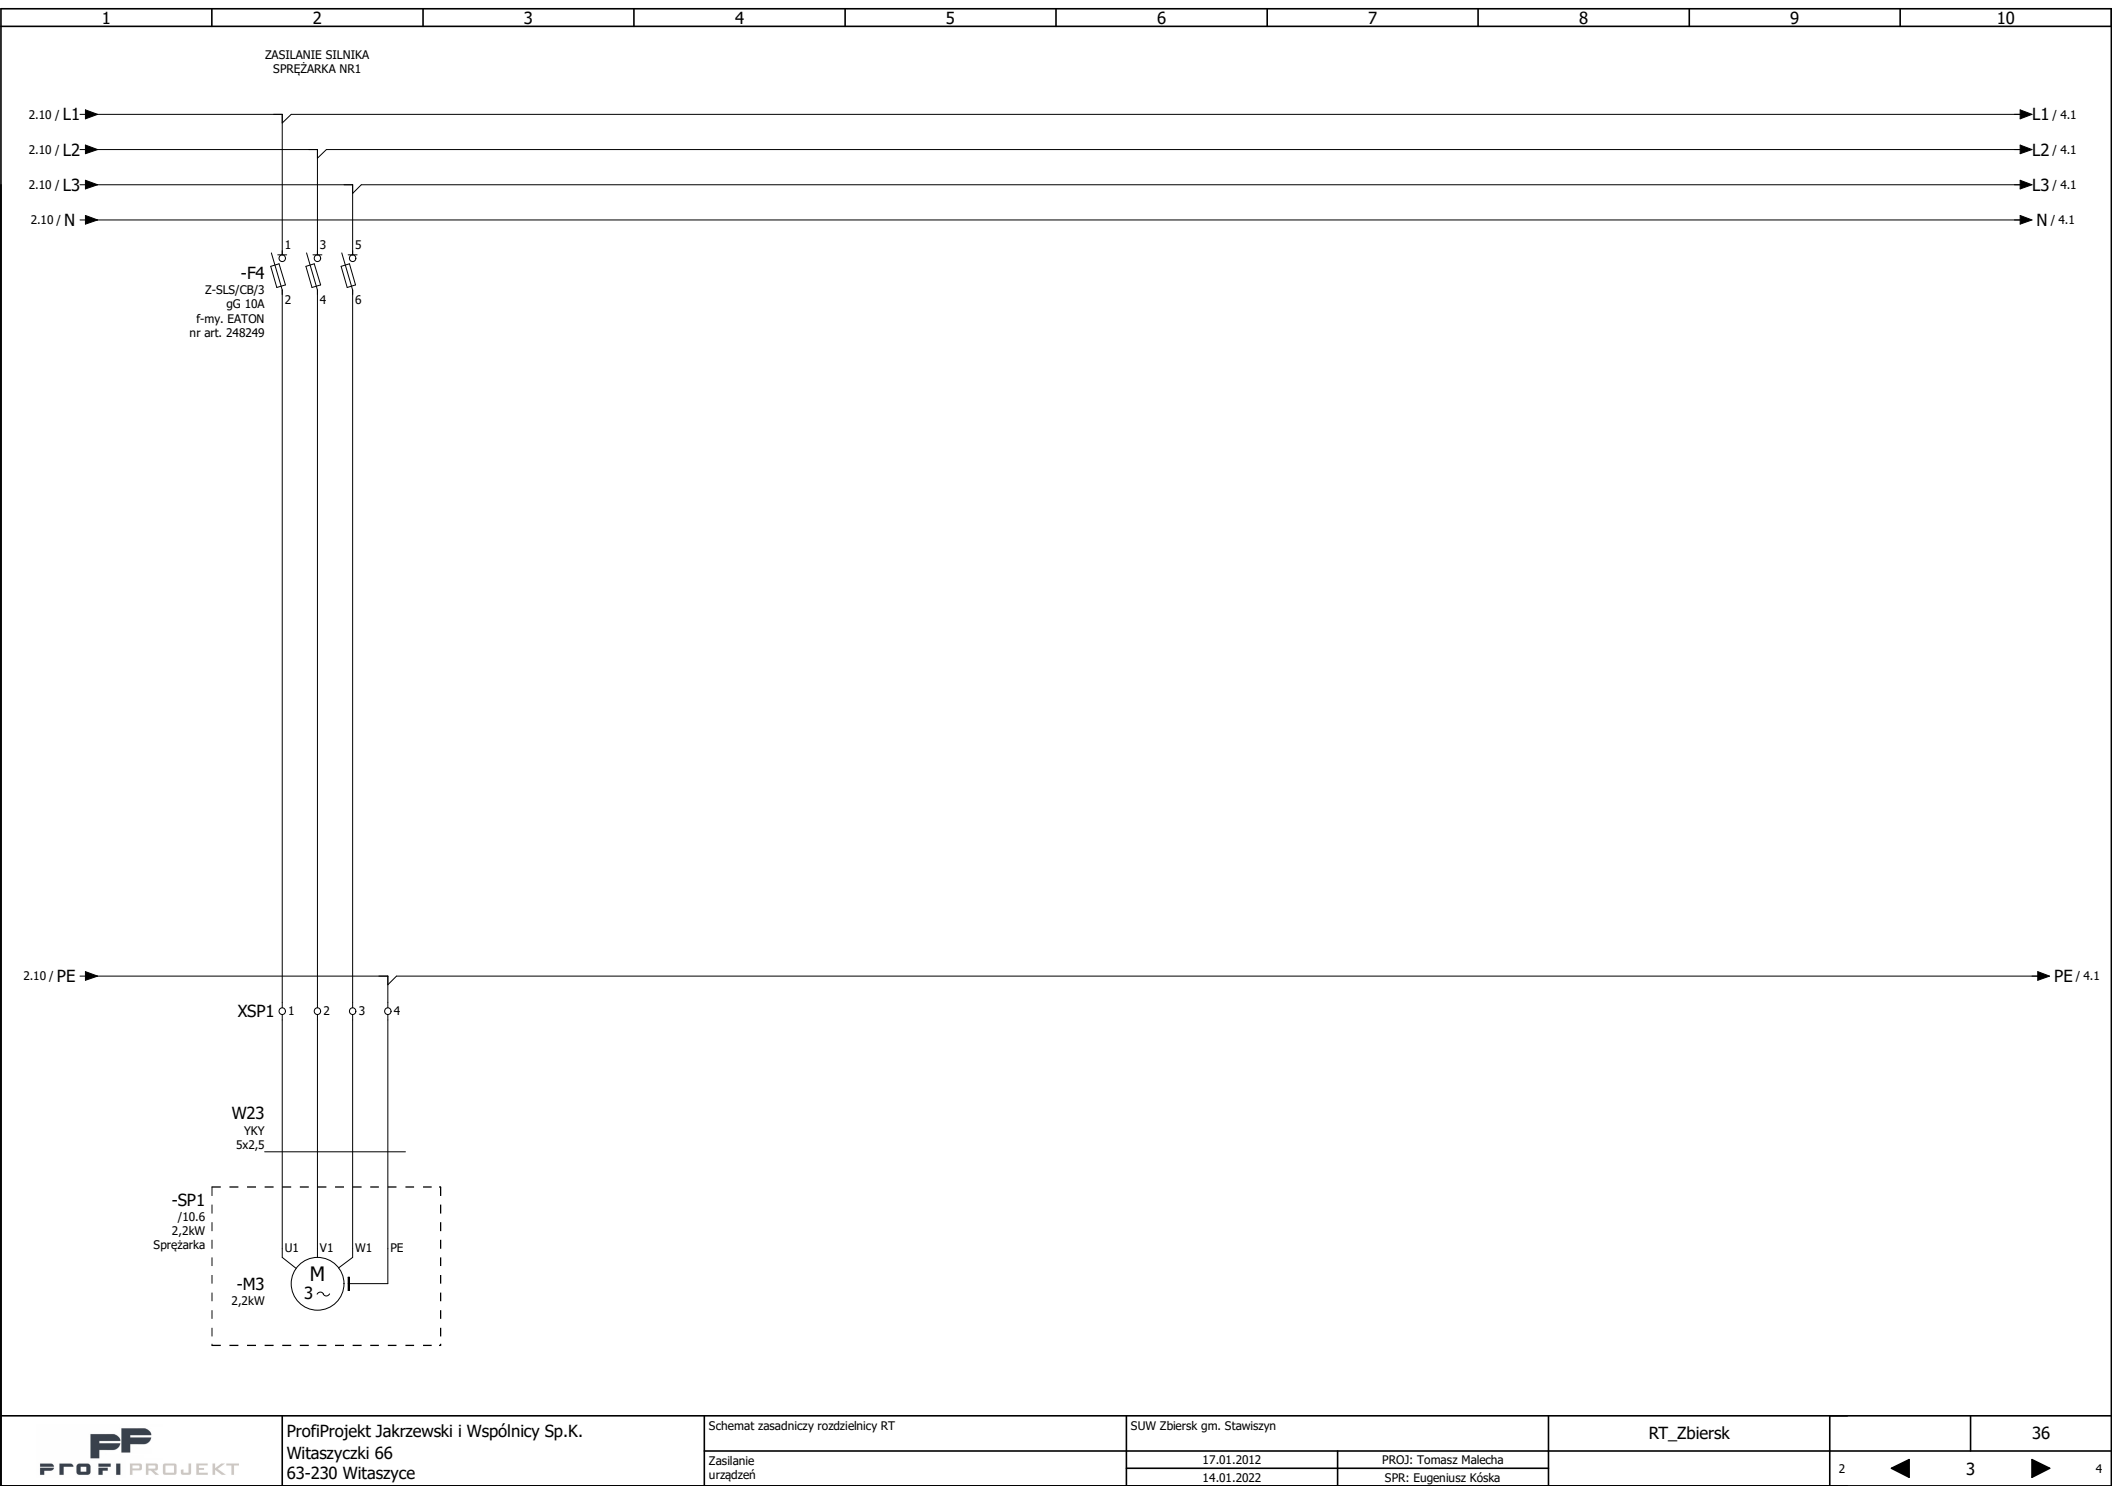 1 2 3 4 5 6 7 8 9 10
ZASILANIE SILNIKA
SPRĘŻARKA NR1
2.10 / L1
L1 / 4.1
2.10 / L2
L2 / 4.1
2.10 / L3
L3 / 4.1
2.10 / N
N / 4.1
1 3 5
-F4
Z-SLS/CB/3
gG 10A
f-my. EATON
nr art. 248249
2 4 6
2.10 / PE
PE / 4.1
XSP1 1 2 3 4
W23
YKY
5x2,5
-SP1
/10.6
2,2kW
Sprężarka
U1 V1 W1 PE
M
3~
-M3
2,2kW
PP
PROFIPROJEKT
ProfiProjekt Jakrzewski i Wspólnicy Sp.K.
Witaszyczki 66
63-230 Witaszyce
Schemat zasadniczy rozdzielnicy RT
Zasilanie
urządzeń
SUW Zbiersk gm. Stawiszyn
17.01.2012
PROJ: Tomasz Malecha
14.01.2022
SPR: Eugeniusz Kóska
RT_Zbiersk
36
2 3 4